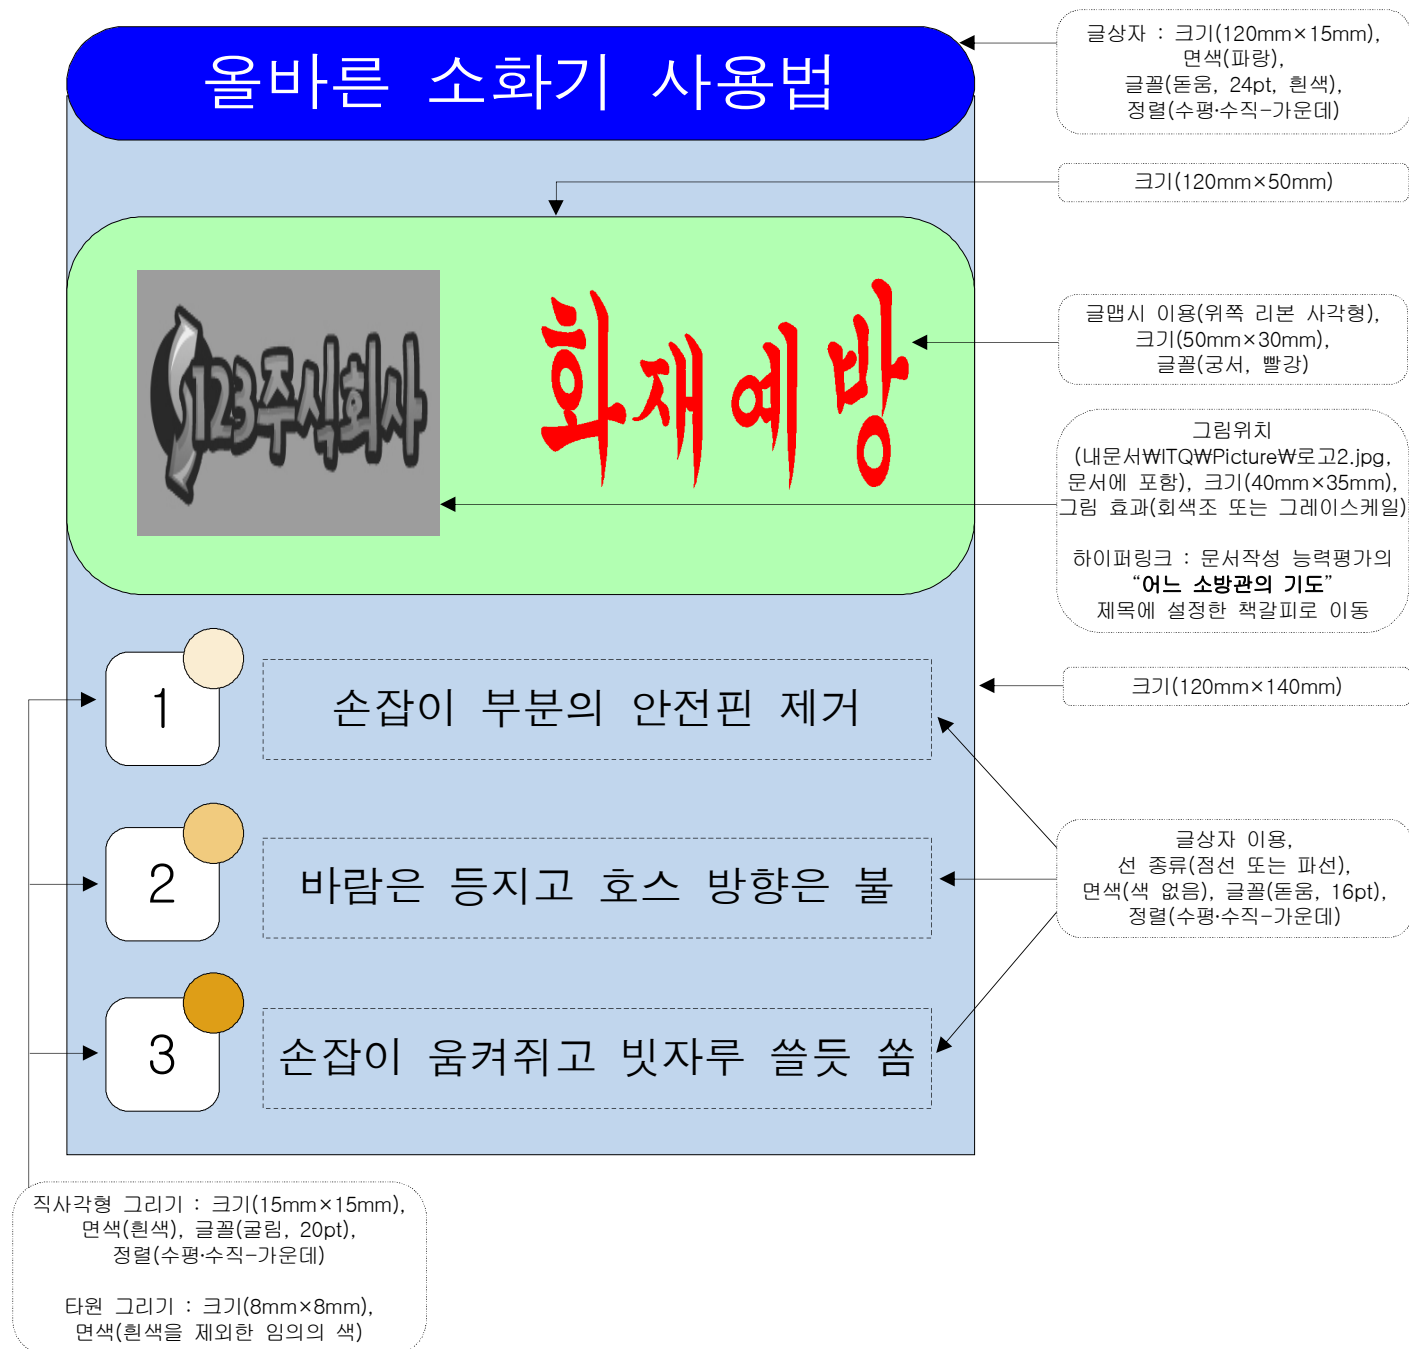 올바른 소화기 사용법
글상자 : 크기(120mm×15mm),
면색(파랑),
글꼴(돋움, 24pt, 흰색),
정렬(수평·수직-가운데)
크기(120mm×50mm)
123주식회사
화재예방
글맵시 이용(위쪽 리본 사각형),
크기(50mm×30mm),
글꼴(궁서, 빨강)
그림위치
(내문서₩ITQ₩Picture₩로고2.jpg,
문서에 포함), 크기(40mm×35mm),
그림 효과(회색조 또는 그레이스케일)
하이퍼링크 : 문서작성 능력평가의
“어느 소방관의 기도”
제목에 설정한 책갈피로 이동
1
손잡이 부분의 안전핀 제거
크기(120mm×140mm)
2
바람은 등지고 호스 방향은 불
글상자 이용,
선 종류(점선 또는 파선),
면색(색 없음), 글꼴(돋움, 16pt),
정렬(수평·수직-가운데)
3
손잡이 움켜쥐고 빗자루 쓸듯 쏨
직사각형 그리기 : 크기(15mm×15mm),
면색(흰색), 글꼴(굴림, 20pt),
정렬(수평·수직-가운데)
타원 그리기 : 크기(8mm×8mm),
면색(흰색을 제외한 임의의 색)